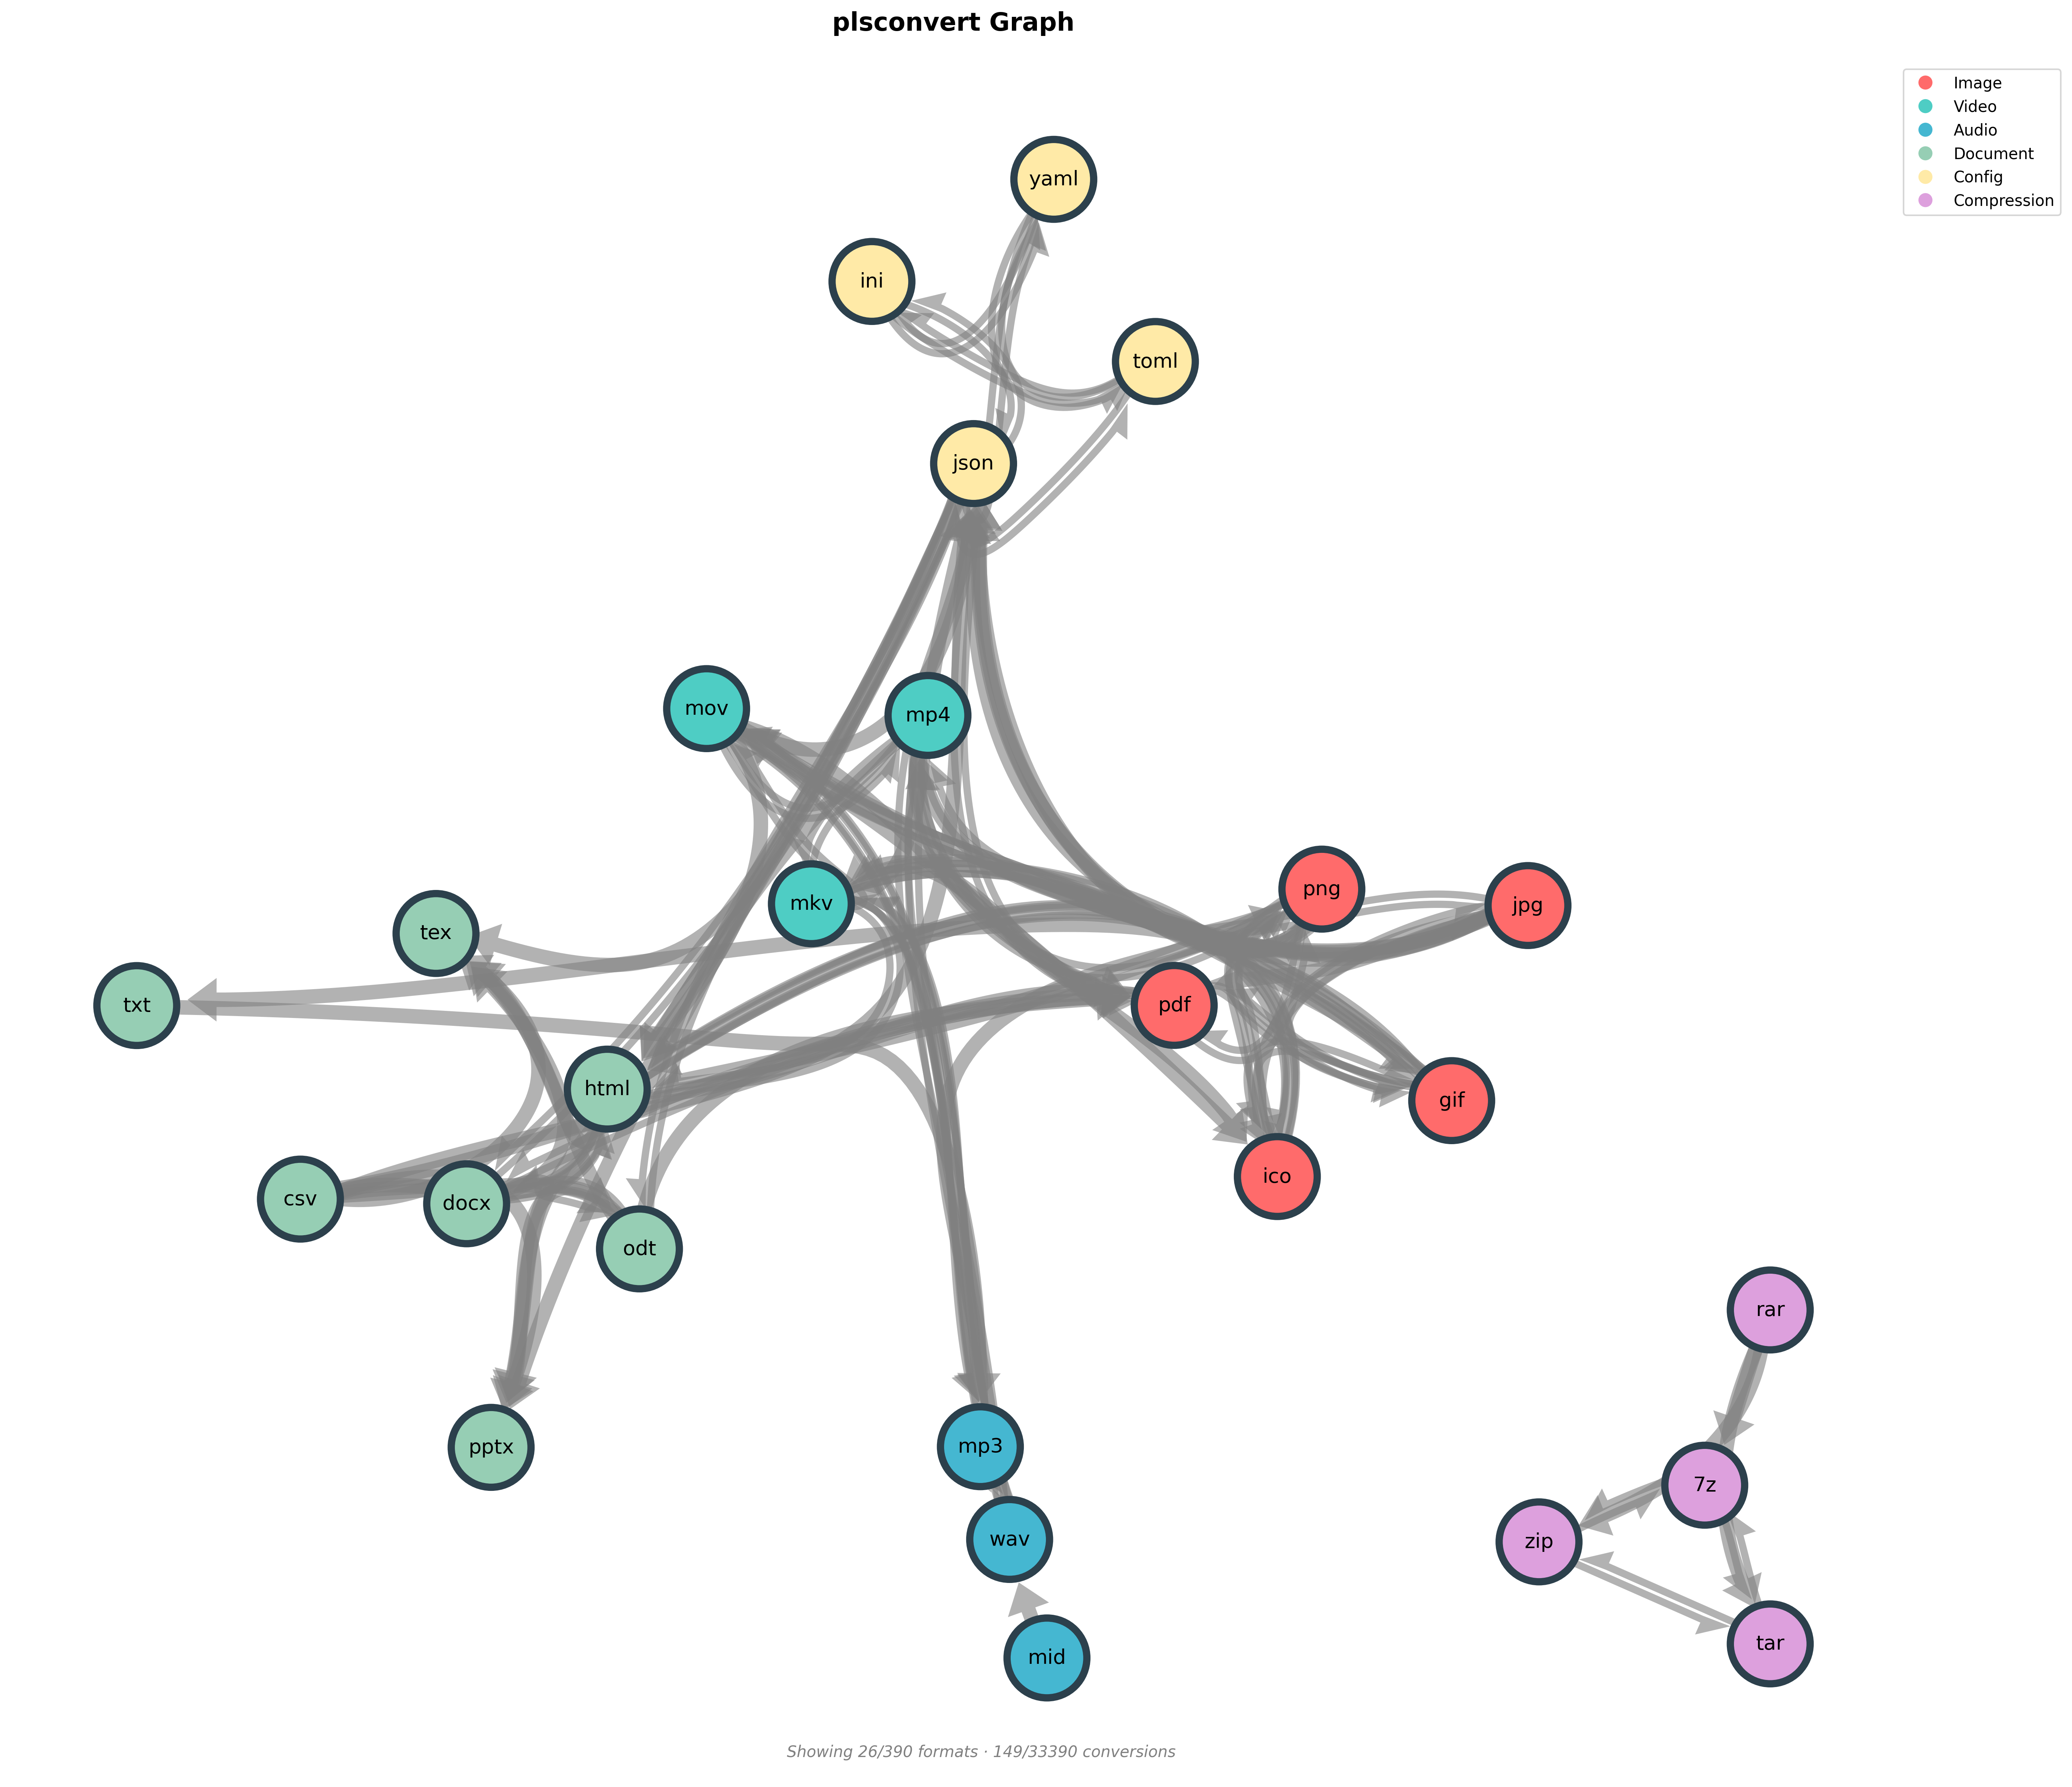 plsconvert Graph
Image
Video
Audio
Document
Config
Compression
yaml
ini
toml
json
mov
mp4
png
jpg
mkv
tex
txt
pdf
html
gif
ico
csv
docx
odt
rar
pptx
mp3
7z
wav
zip
tar
mid
Showing 26/390 formats · 149/33390 conversions